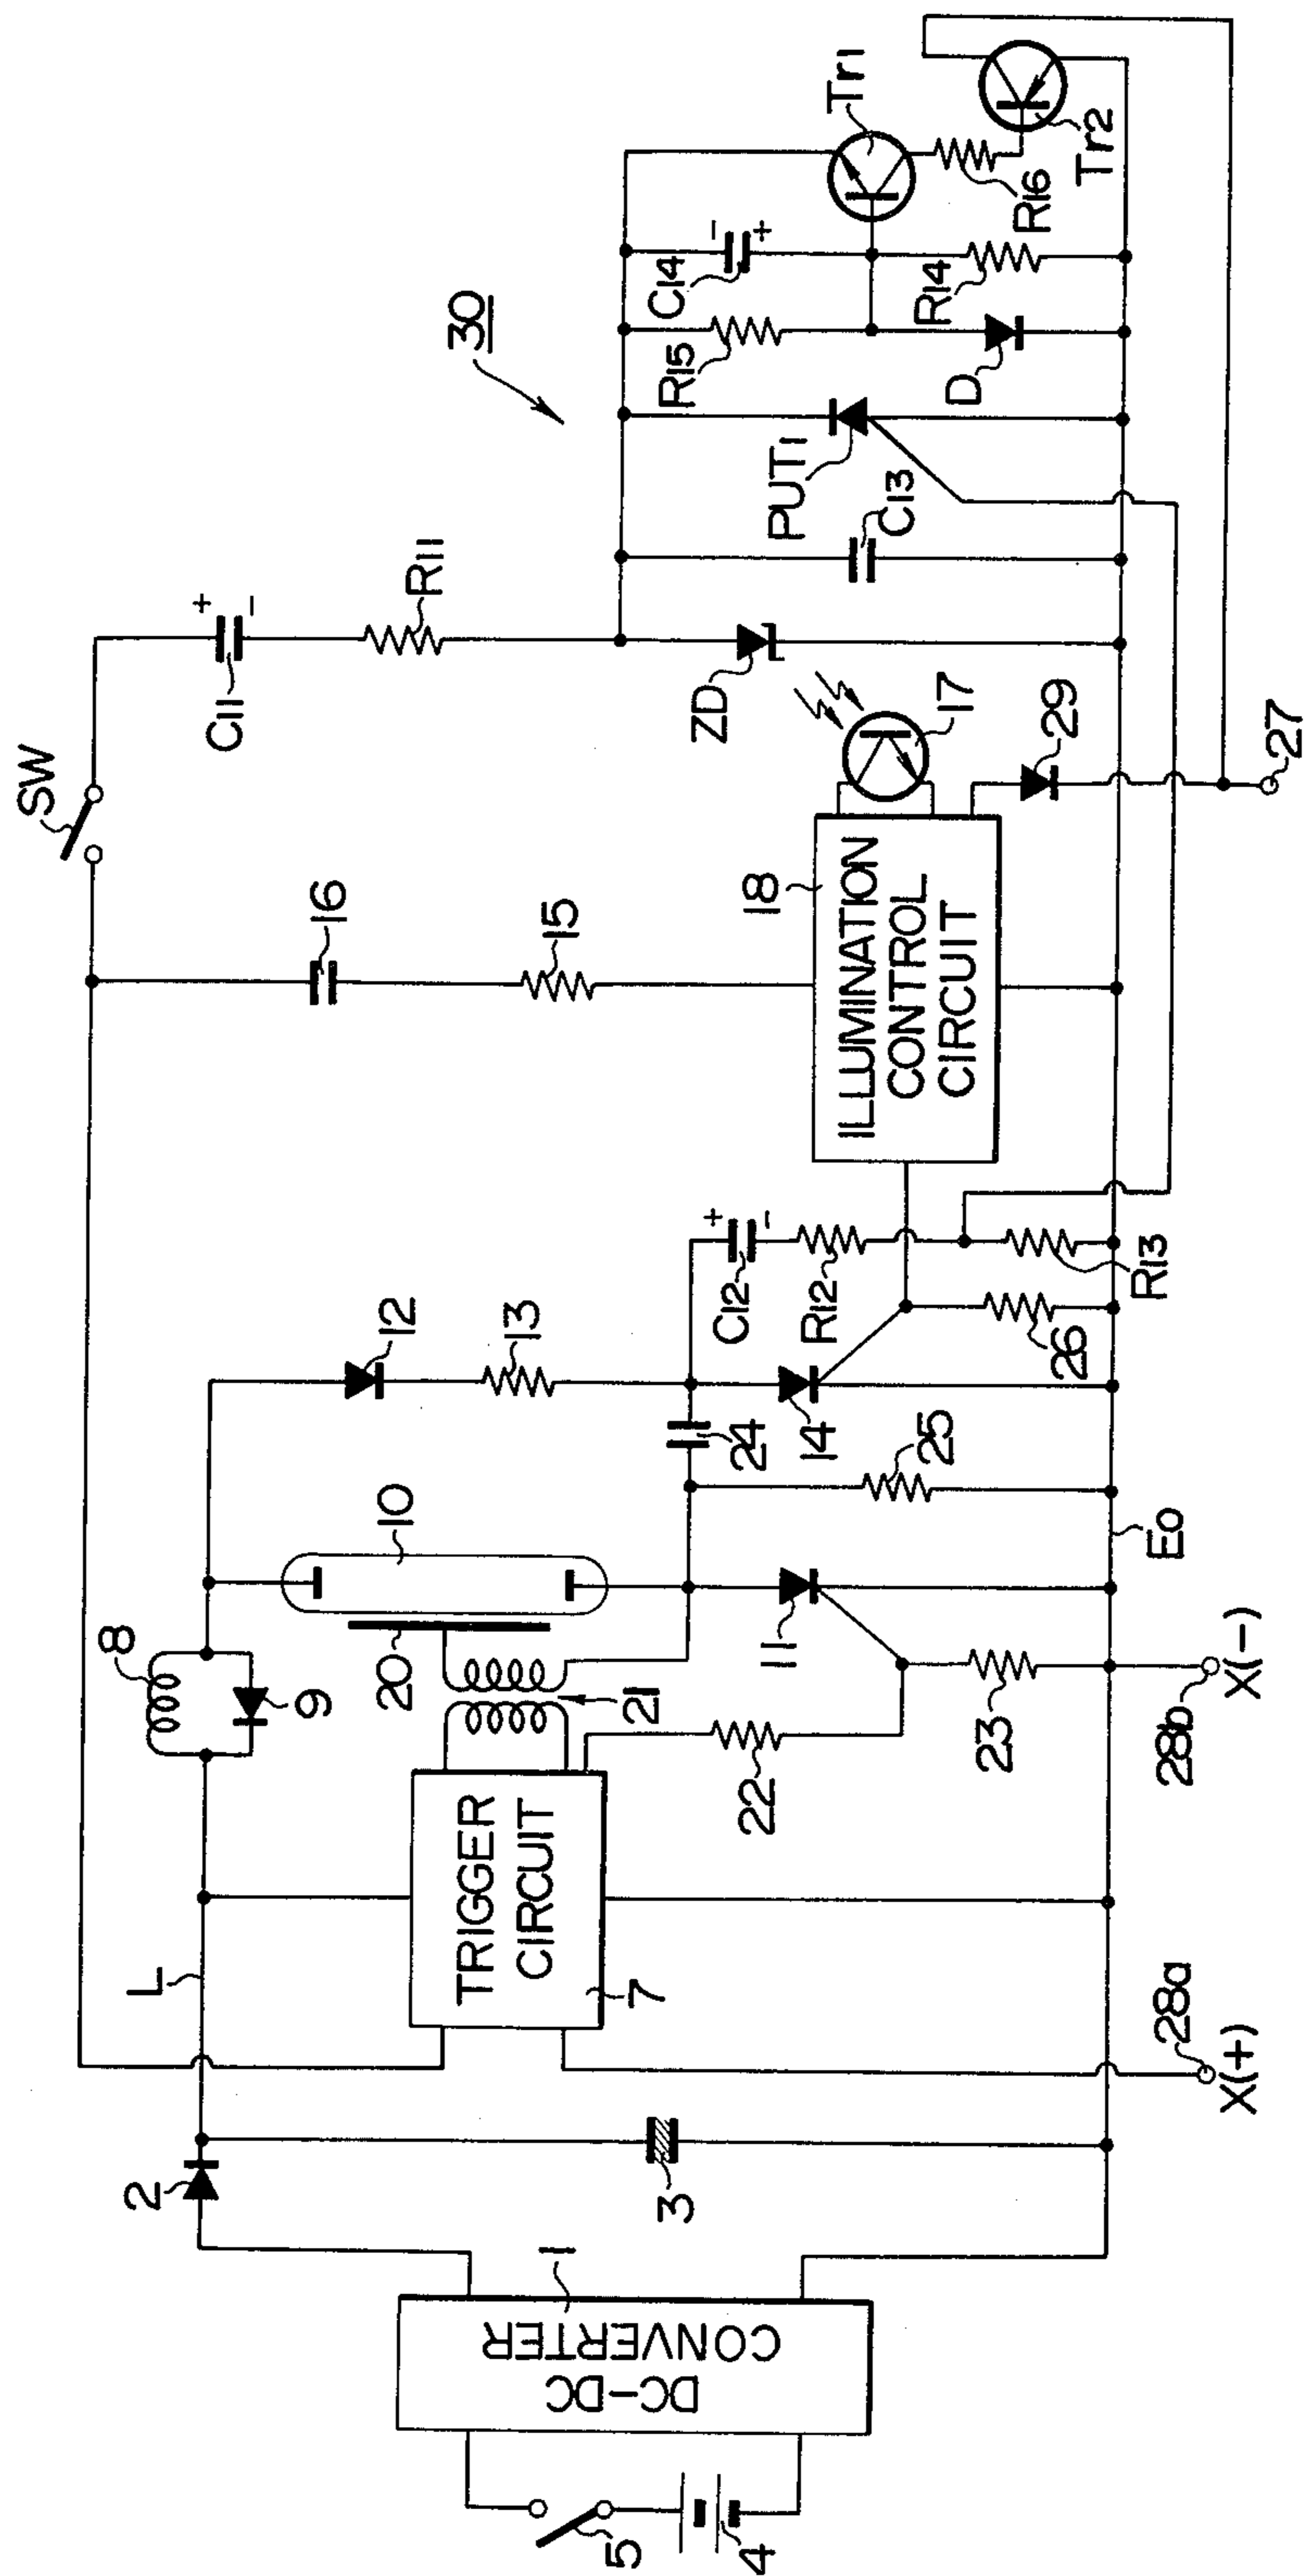 SW
C11
+
-
R11
30
16
15
8
9
L
2
12
13
10
20
21
24
C12
+
-
R12
14
11
25
26
R13
TRIGGER
CIRCUIT
7
22
23
3
1
DC-DC
CONVERTER
5
4
18
ILLUMINATION
CONTROL
CIRCUIT
17
29
27
ZD
C13
PUT1
R15
C14
-
+
D
R14
Tr1
R16
Tr2
E0
28a
X(+)
28b
X(-)